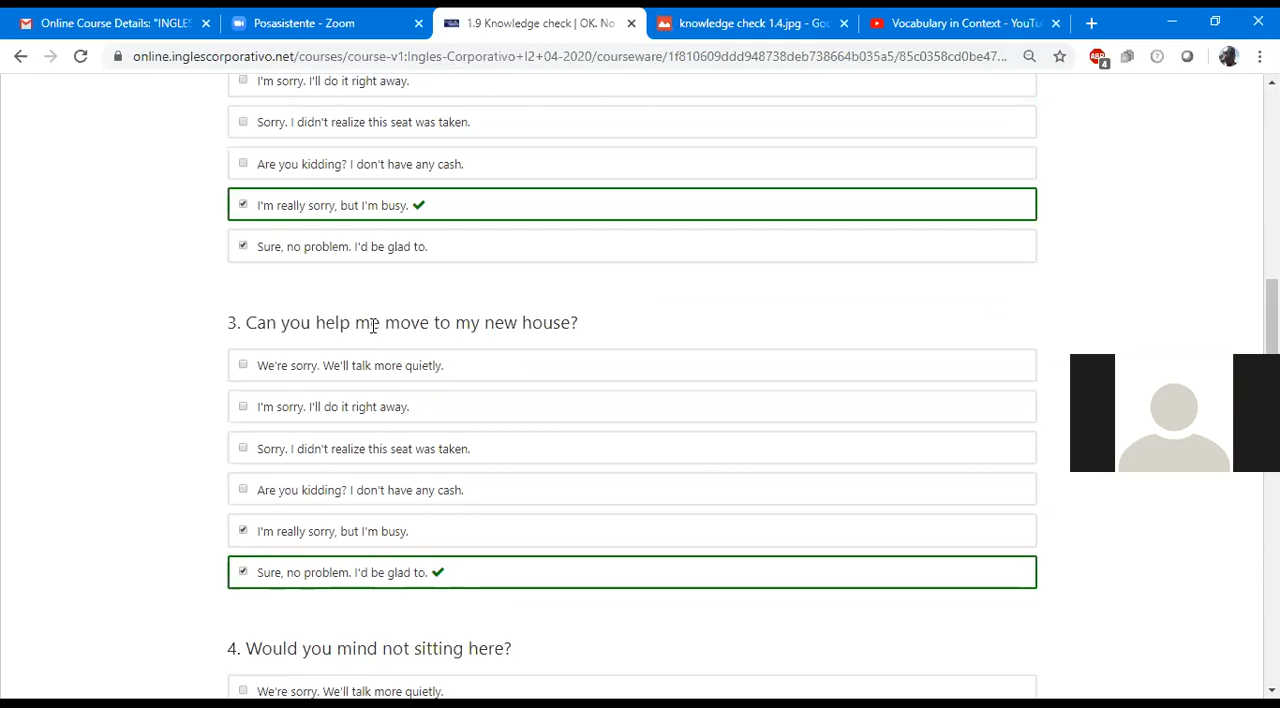 Online Course Details: "INGLES
Posasistente - Zoom
1.9 Knowledge check | OK. No
knowledge check 1.4.jpg - Goo
Vocabulary in Context - YouTu
online.inglescorporativo.net/courses/course-v1:Ingles-Corporativo+I2+04-2020/courseware/1f810609ddd948738deb738664b035a5/85c0358cd0be47...
4
I'm sorry. I'll do it right away.
Sorry. I didn't realize this seat was taken.
Are you kidding? I don't have any cash.
I'm really sorry, but I'm busy.
Sure, no problem. I'd be glad to.
3. Can you help me move to my new house?
We're sorry. We'll talk more quietly.
I'm sorry. I'll do it right away.
Sorry. I didn't realize this seat was taken.
Are you kidding? I don't have any cash.
I'm really sorry, but I'm busy.
Sure, no problem. I'd be glad to.
4. Would you mind not sitting here?
We're sorry. We'll talk more quietly.